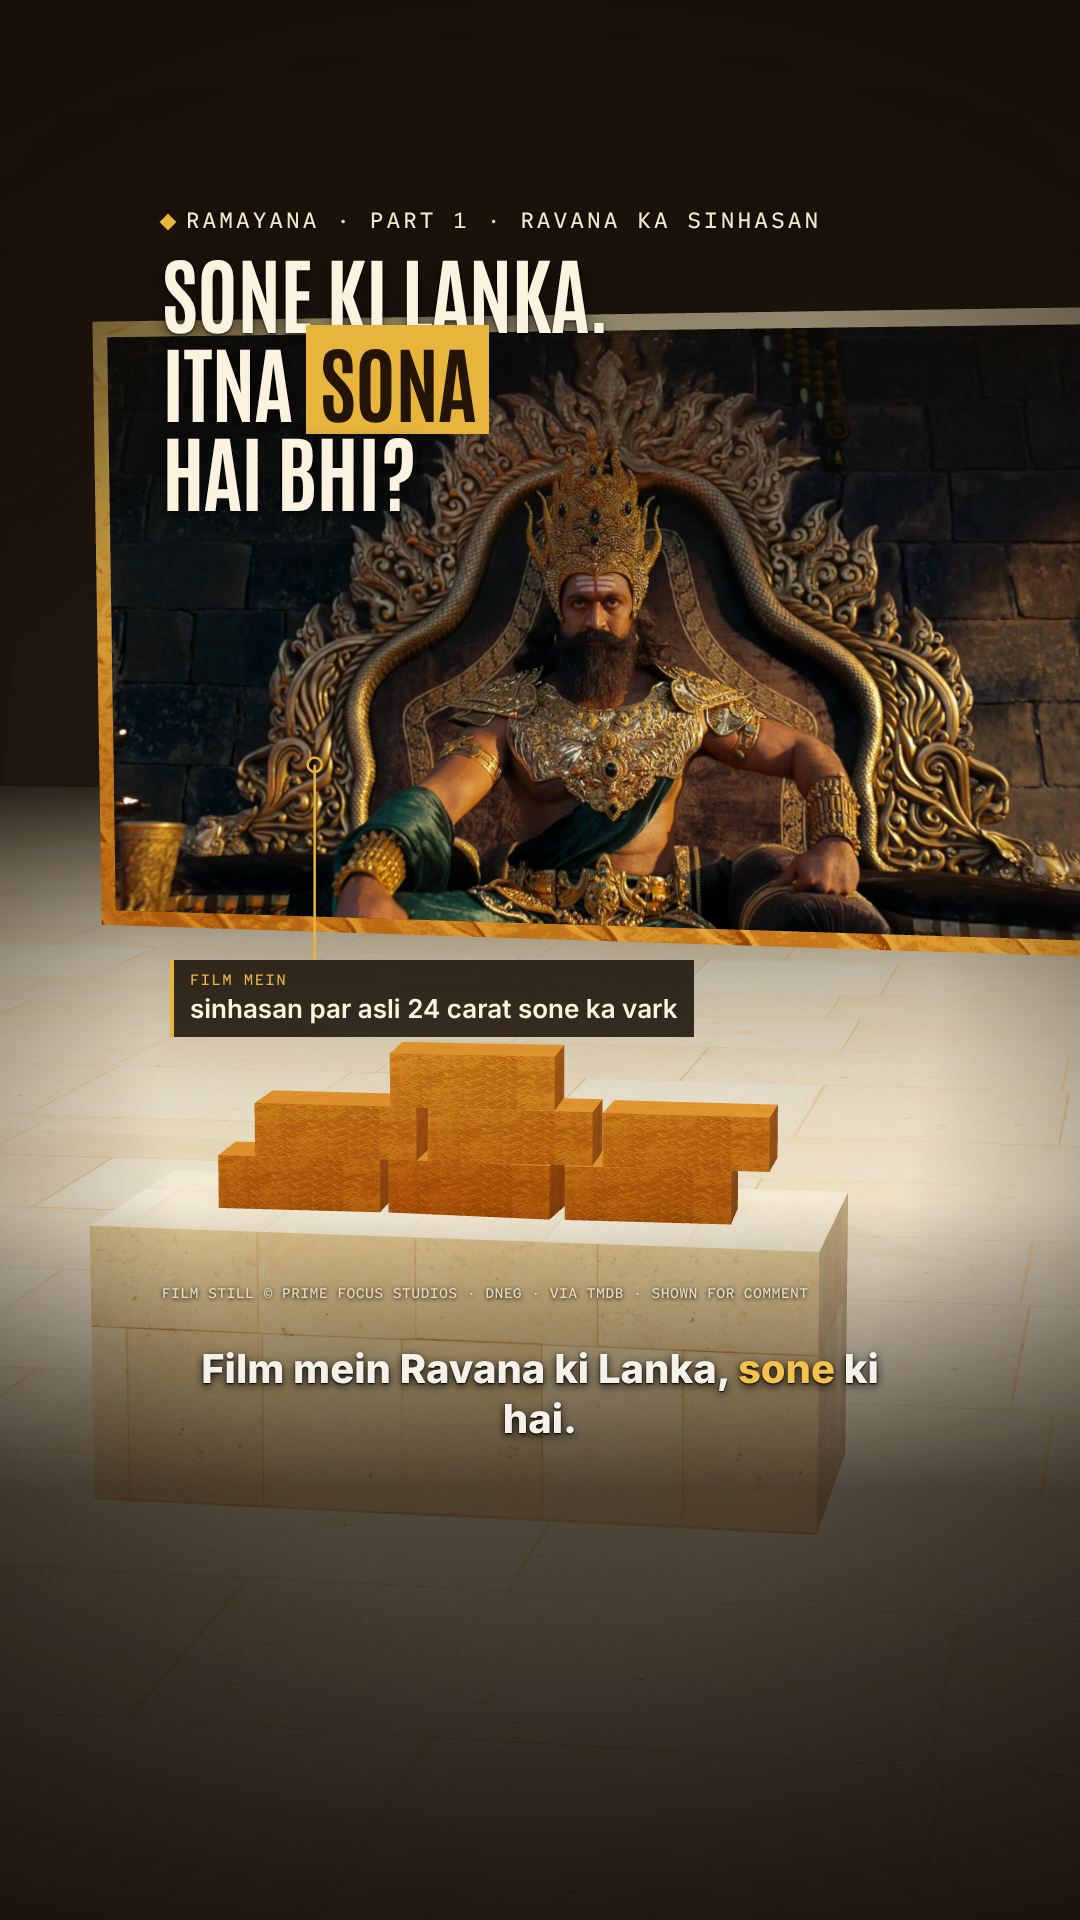 RAMAYANA · PART 1 · RAVANA KA SINHASAN
SONE KI LANKA.
ITNA SONA
HAI BHI?
FILM MEIN
sinhasan par asli 24 carat sone ka vark
FILM STILL © PRIME FOCUS STUDIOS · DNEG · VIA TMDB · SHOWN FOR COMMENT
Film mein Ravana ki Lanka, sone ki
hai.